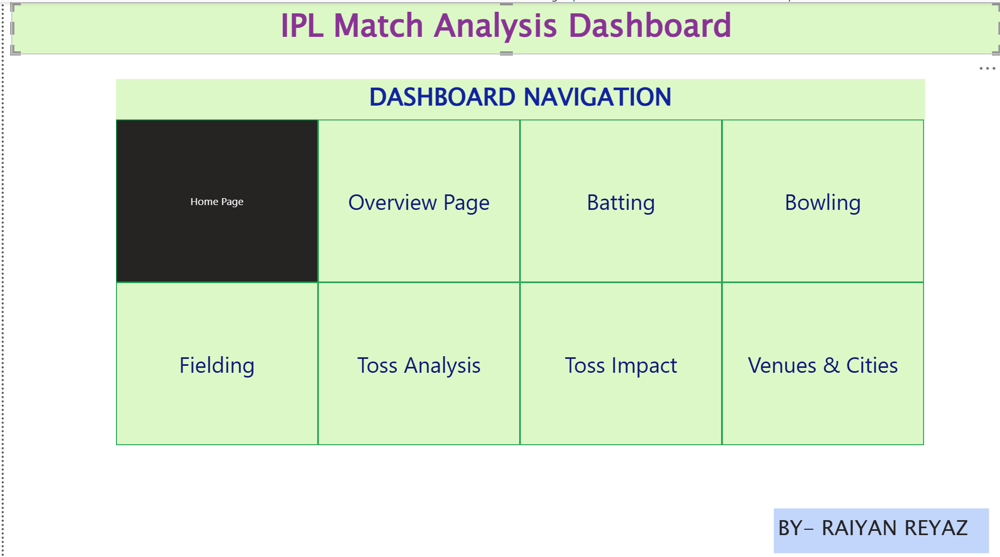 IPL Match Analysis Dashboard
DASHBOARD NAVIGATION
Home Page
Overview Page
Batting
Bowling
Fielding
Toss Analysis
Toss Impact
Venues & Cities
BY- RAIYAN REYAZ